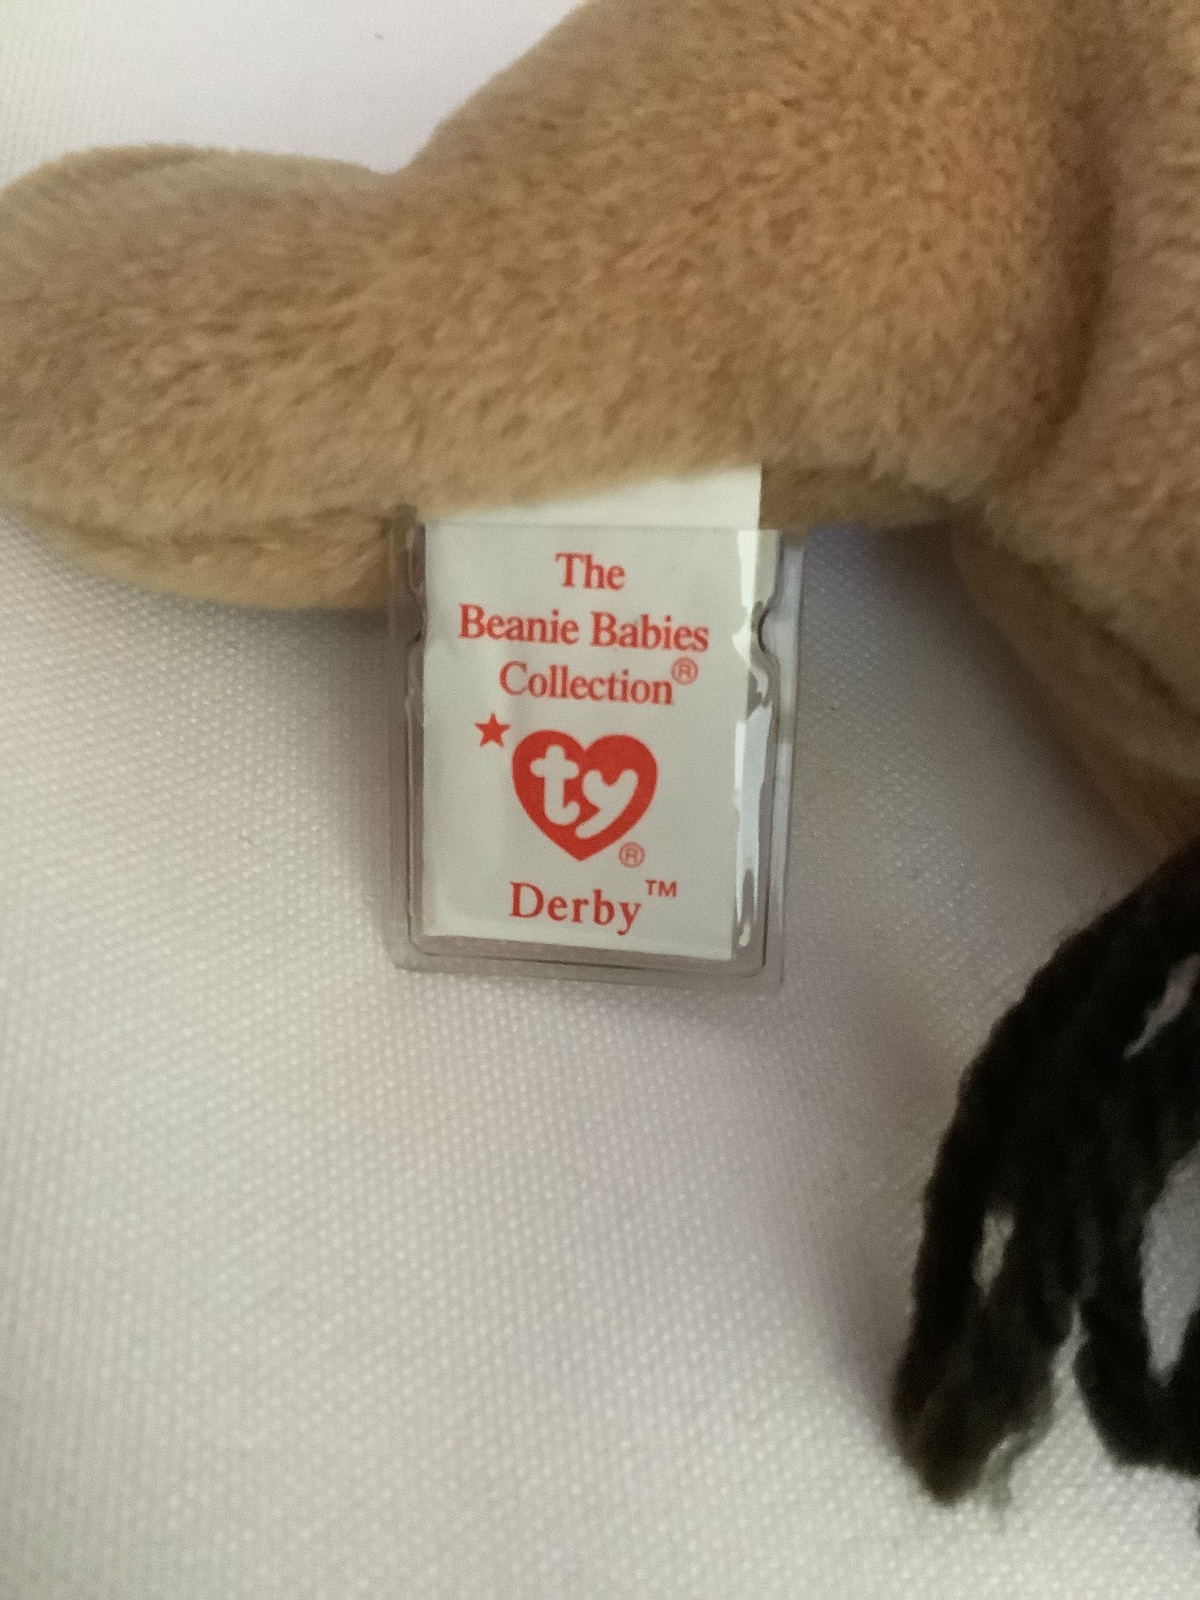 The
Beanie Babies
Collection®
ty®
Derby™